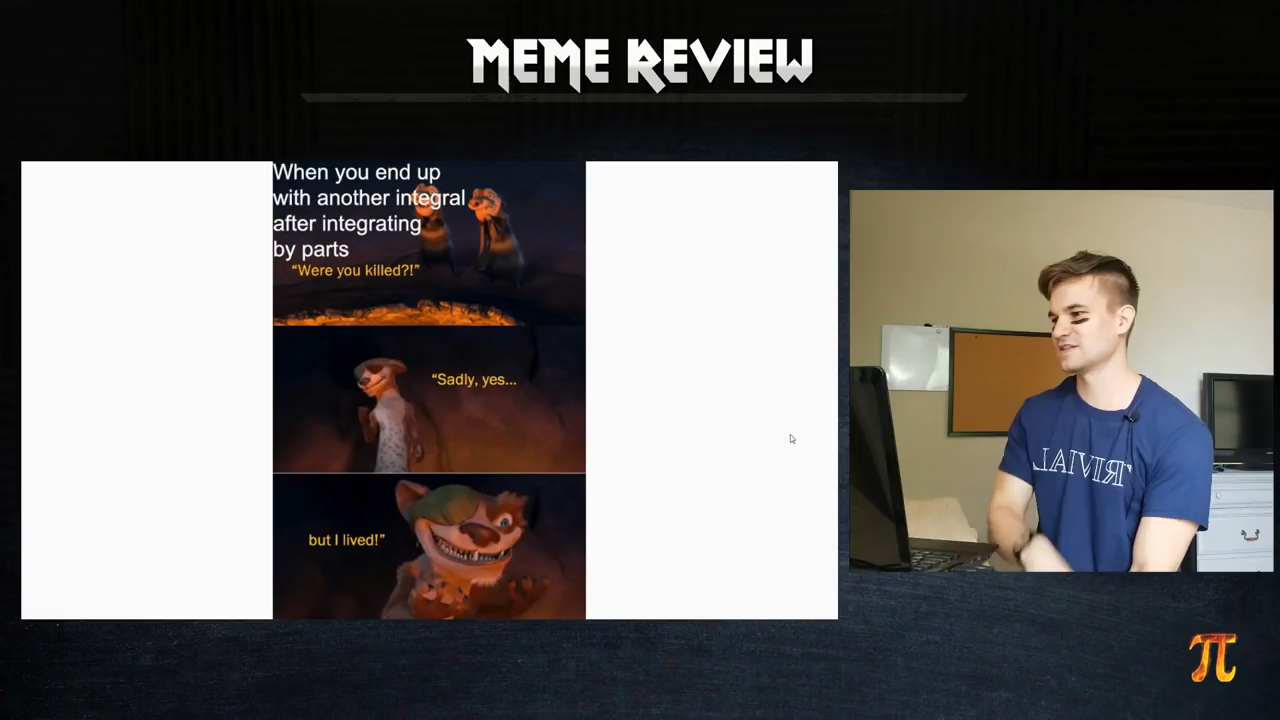 MEME REVIEW
When you end up
with another integral
after integrating
by parts
“Were you killed?!”
“Sadly, yes...
but I lived!”
TRIVIAL
π